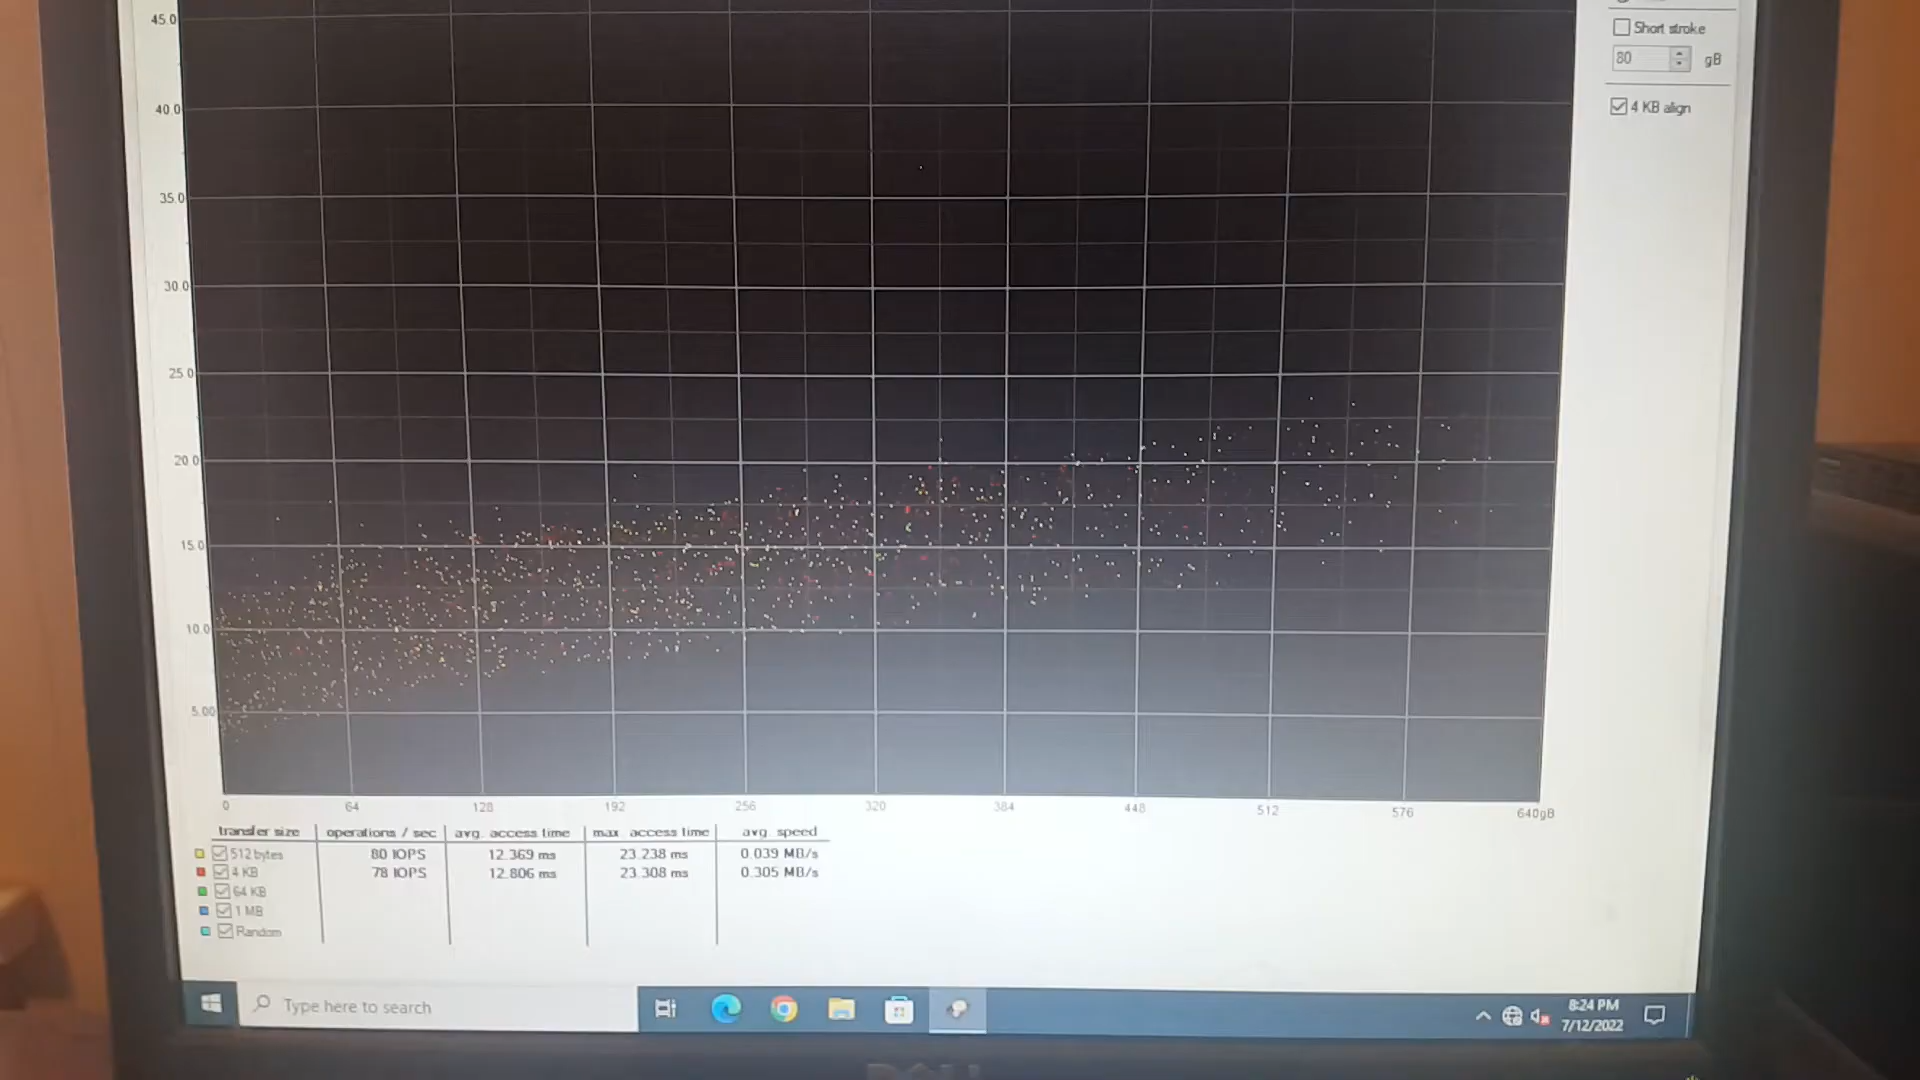 45.0
Short stroke
80 gB
40.0
4 KB align
35.0
30.0
25.0
20.0
15.0
10.0
5.00
0 64 128 192 256 320 384 448 512 576 640gB
transfer size operations / sec avg. access time max. access time avg. speed
512 bytes 80 IOPS 12.369 ms 23.238 ms 0.039 MB/s
4 KB 78 IOPS 12.806 ms 23.308 ms 0.305 MB/s
64 KB
1 MB
Random
Type here to search
8:24 PM
7/12/2022
DELL